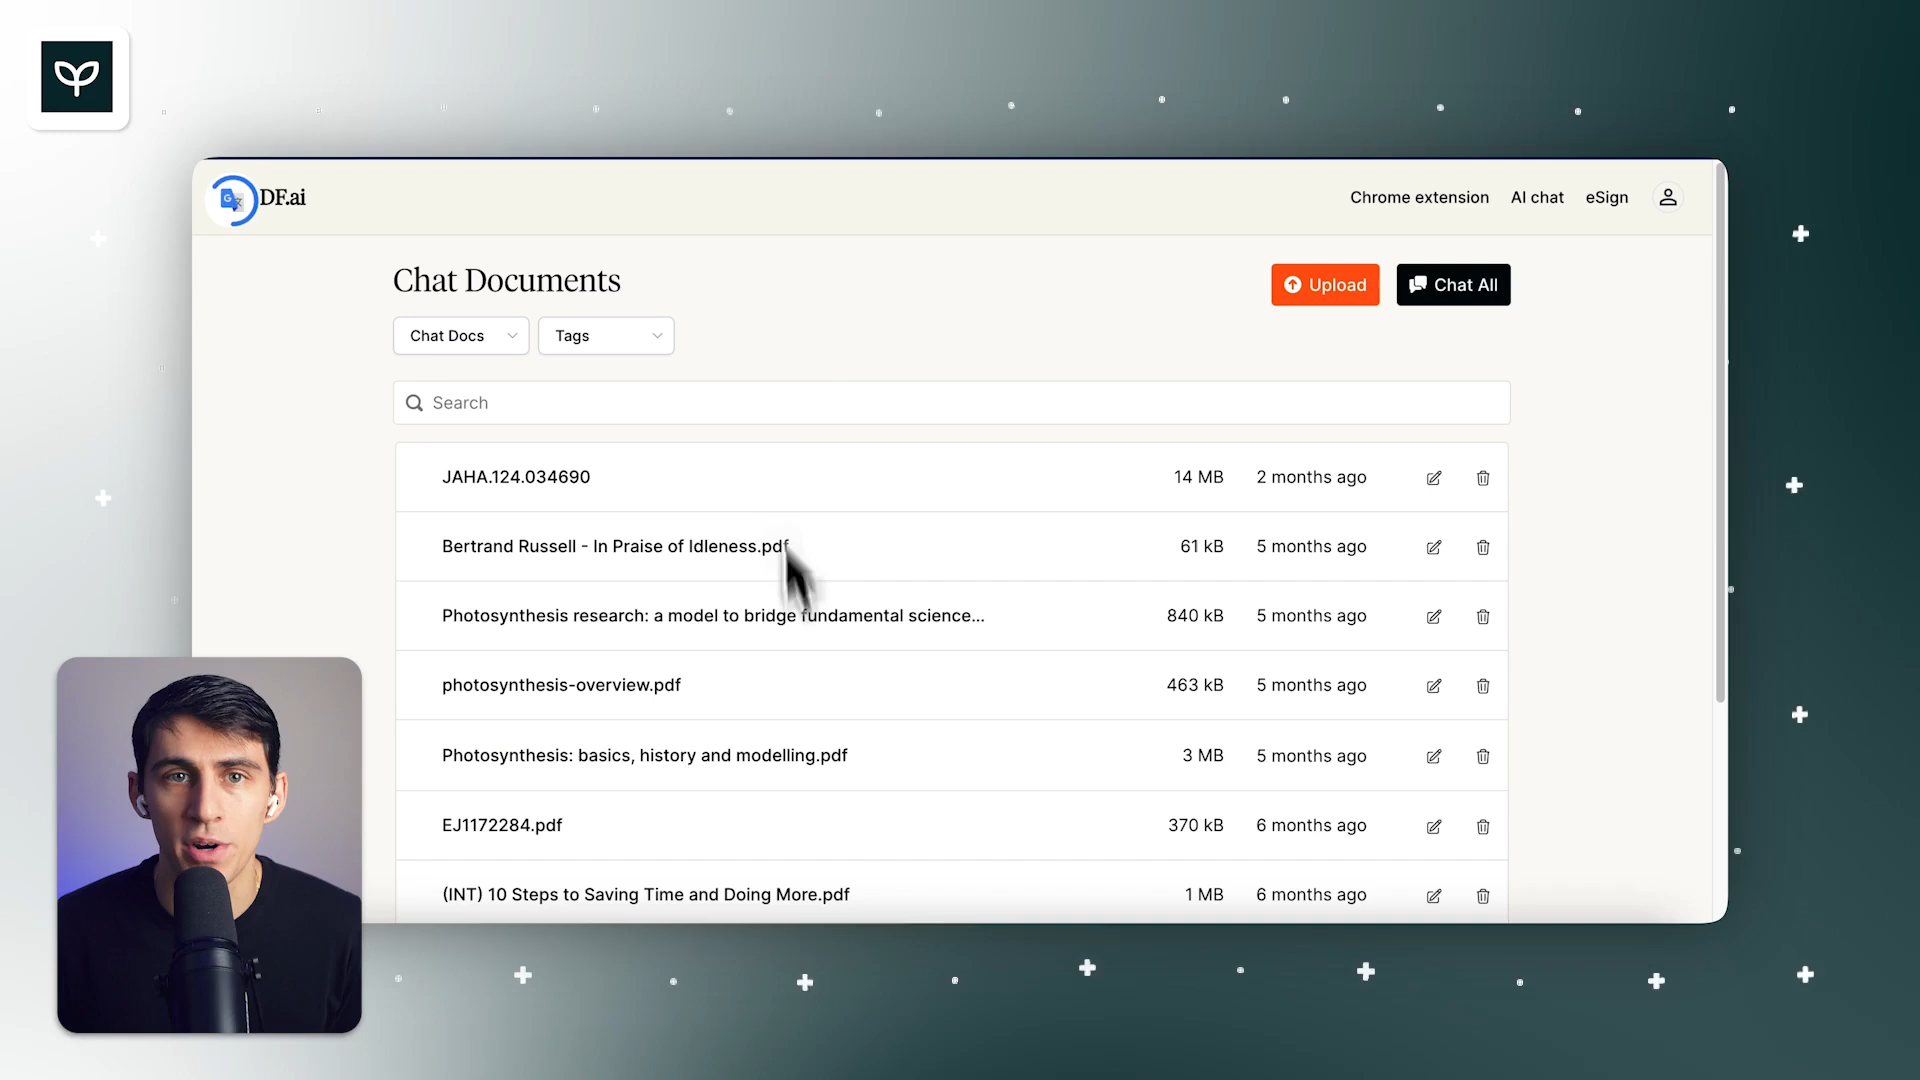 DF.ai
Chrome extension
AI chat
eSign
Chat Documents
Upload
Chat All
Chat Docs
Tags
Search
JAHA.124.034690 14 MB 2 months ago
Bertrand Russell - In Praise of Idleness.pdf 61 kB 5 months ago
Photosynthesis research: a model to bridge fundamental science... 840 kB 5 months ago
photosynthesis-overview.pdf 463 kB 5 months ago
Photosynthesis: basics, history and modelling.pdf 3 MB 5 months ago
EJ1172284.pdf 370 kB 6 months ago
(INT) 10 Steps to Saving Time and Doing More.pdf 1 MB 6 months ago